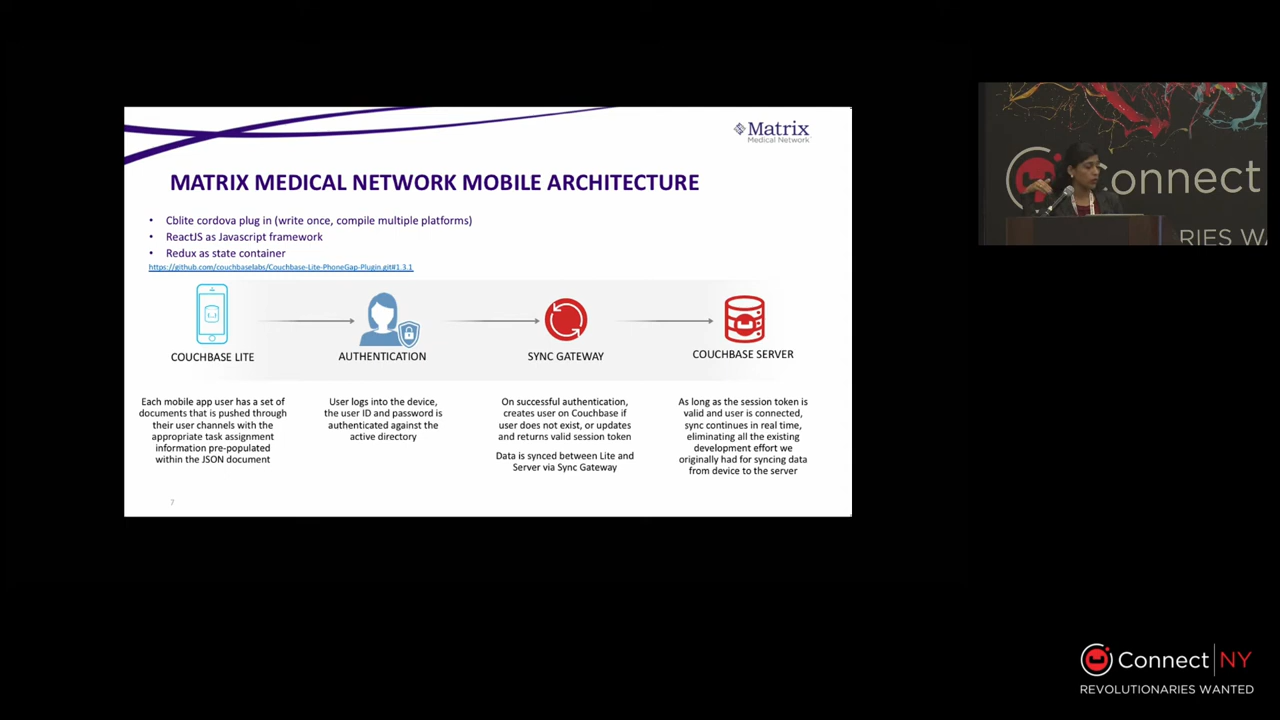 Matrix
Medical Network
MATRIX MEDICAL NETWORK MOBILE ARCHITECTURE
• Cblite cordova plug in (write once, compile multiple platforms)
• ReactJS as Javascript framework
• Redux as state container
https://github.com/couchbaselabs/Couchbase-Lite-PhoneGap-Plugin.git#1.3.1
COUCHBASE LITE
AUTHENTICATION
SYNC GATEWAY
COUCHBASE SERVER
Each mobile app user has a set of
documents that is pushed through
their user channels with the
appropriate task assignment
information pre-populated
within the JSON document
User logs into the device,
the user ID and password is
authenticated against the
active directory
On successful authentication,
creates user on Couchbase if
user does not exist, or updates
and returns valid session token
Data is synced between Lite and
Server via Sync Gateway
As long as the session token is
valid and user is connected,
sync continues in real time,
eliminating all the existing
development effort we
originally had for syncing data
from device to the server
7
onnect
RIES W
Connect NY
REVOLUTIONARIES WANTED